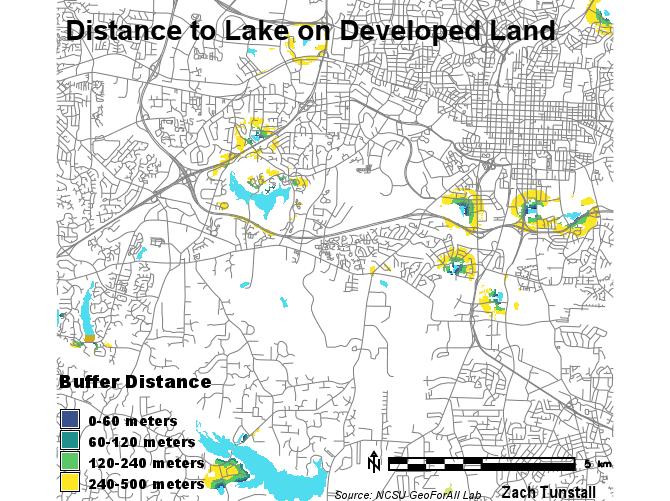 Distance to Lake on Developed Land
Buffer Distance
0-60 meters
60-120 meters
120-240 meters
240-500 meters
N
5 km
Source: NCSU GeoForAll Lab
Zach Tunstall